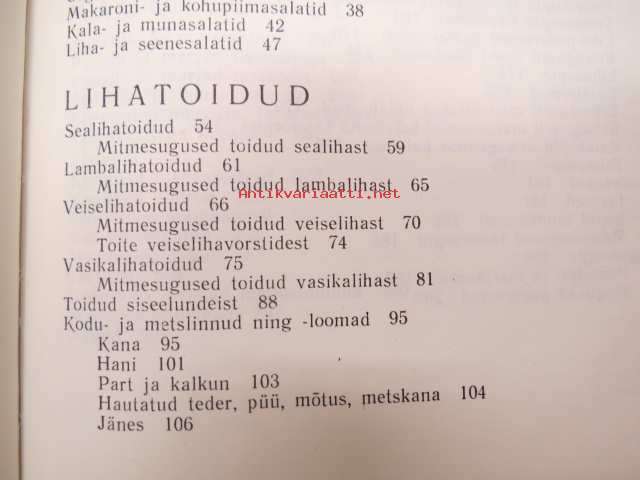 Makaroni- ja kohupiimasalatid 38
Kala- ja munasalatid 42
Liha- ja seenesalatid 47
LIHATOIDUD
Sealihatoidud 54
Mitmesugused toidud sealihast 59
Lambalihatoidud 61
Mitmesugused toidud lambalihast 65
Antikvariaatti.net
Veiselihatoidud 66
Mitmesugused toidud veiselihast 70
Toite veiselihavorstidest 74
Vasikalihatoidud 75
Mitmesugused toidud vasikalihast 81
Toidud siseelundeist 88
Kodu- ja metslinnud ning -loomad 95
Kana 95
Hani 101
Part ja kalkun 103
Hautatud teder, püü, mõtus, metskana 104
Jänes 106